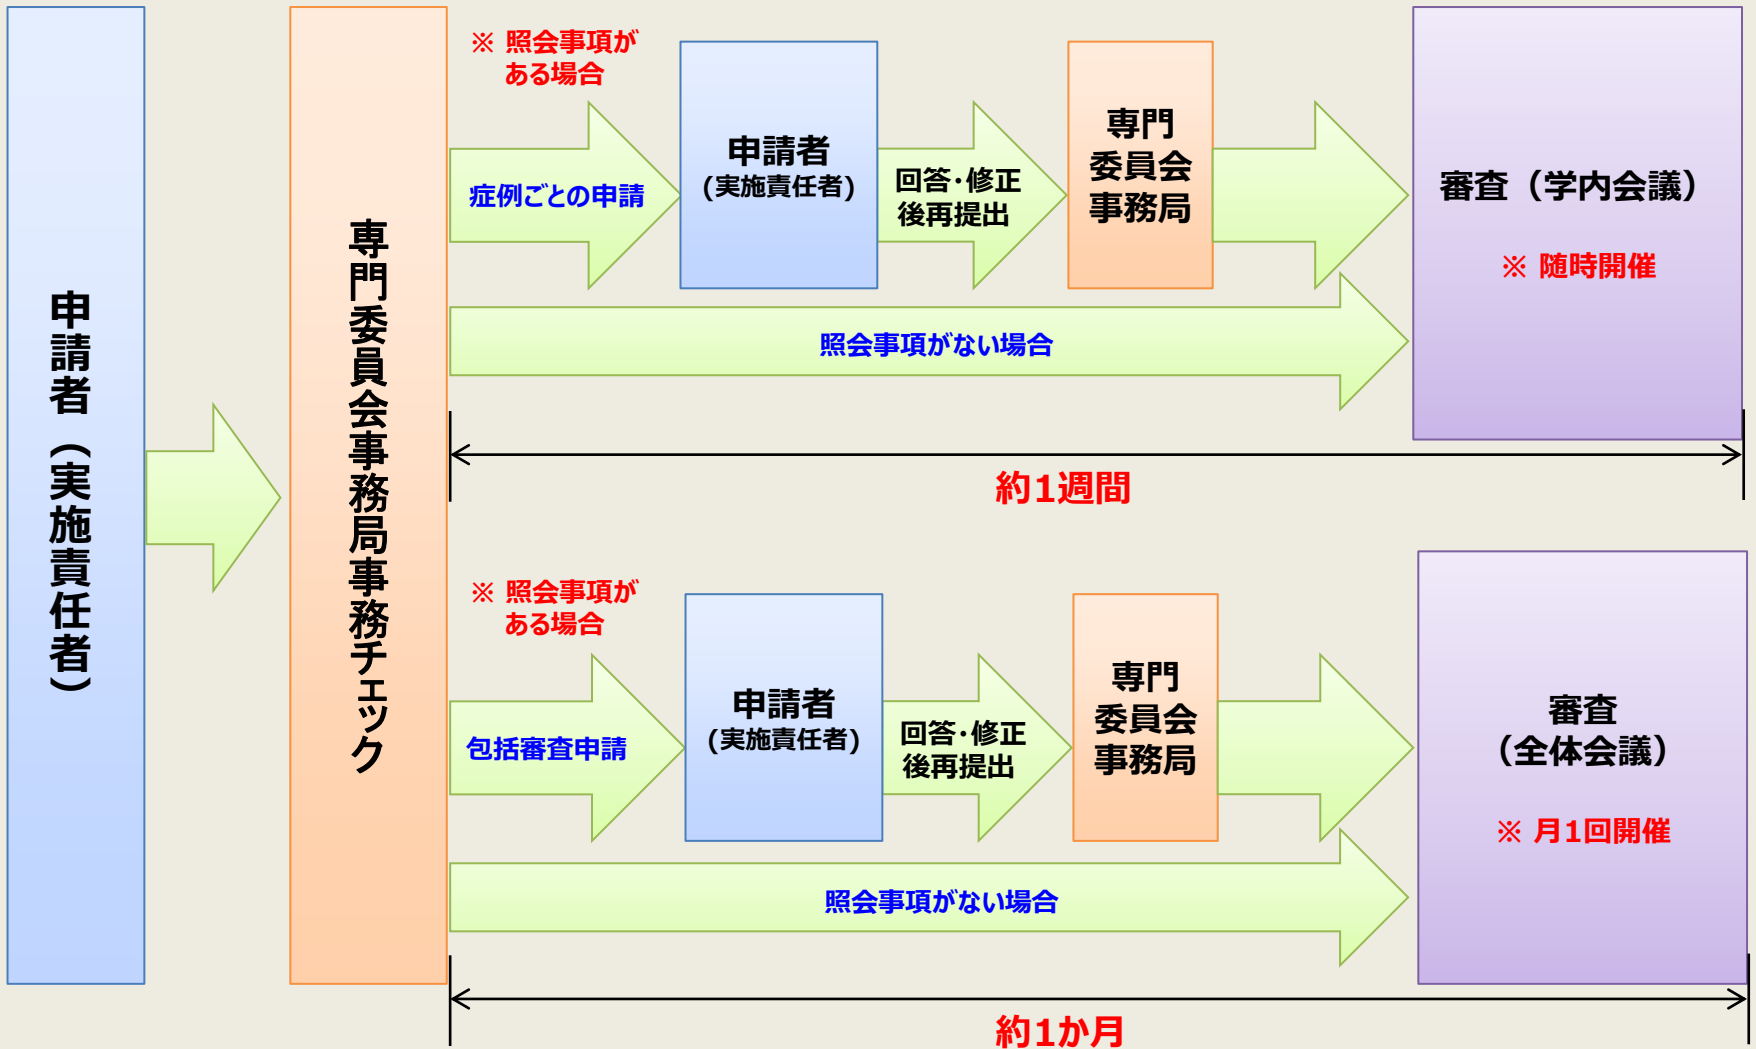 申請者（実施責任者）
専門委員会事務局事務チェック
※ 照会事項が
ある場合
症例ごとの申請
申請者
(実施責任者)
回答･修正
後再提出
専門
委員会
事務局
審査（学内会議）
※ 随時開催
照会事項がない場合
約1週間
※ 照会事項が
ある場合
包括審査申請
申請者
(実施責任者)
回答･修正
後再提出
専門
委員会
事務局
審査
（全体会議）
※ 月1回開催
照会事項がない場合
約1か月